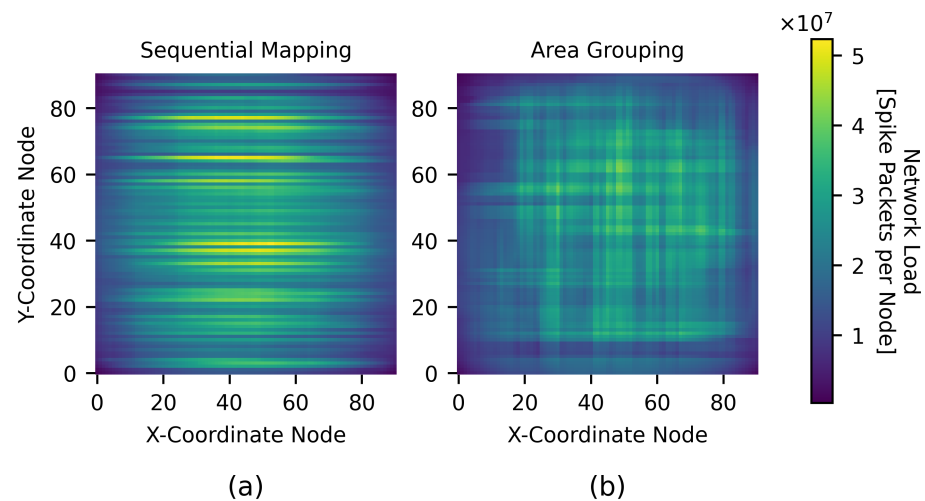 ×10⁷
Sequential Mapping
Area Grouping
Y-Coordinate Node
80
60
40
20
0
0 20 40 60 80
X-Coordinate Node
80
60
40
20
0
0 20 40 60 80
X-Coordinate Node
5
4
3
2
1
Network Load
[Spike Packets per Node]
(a)
(b)